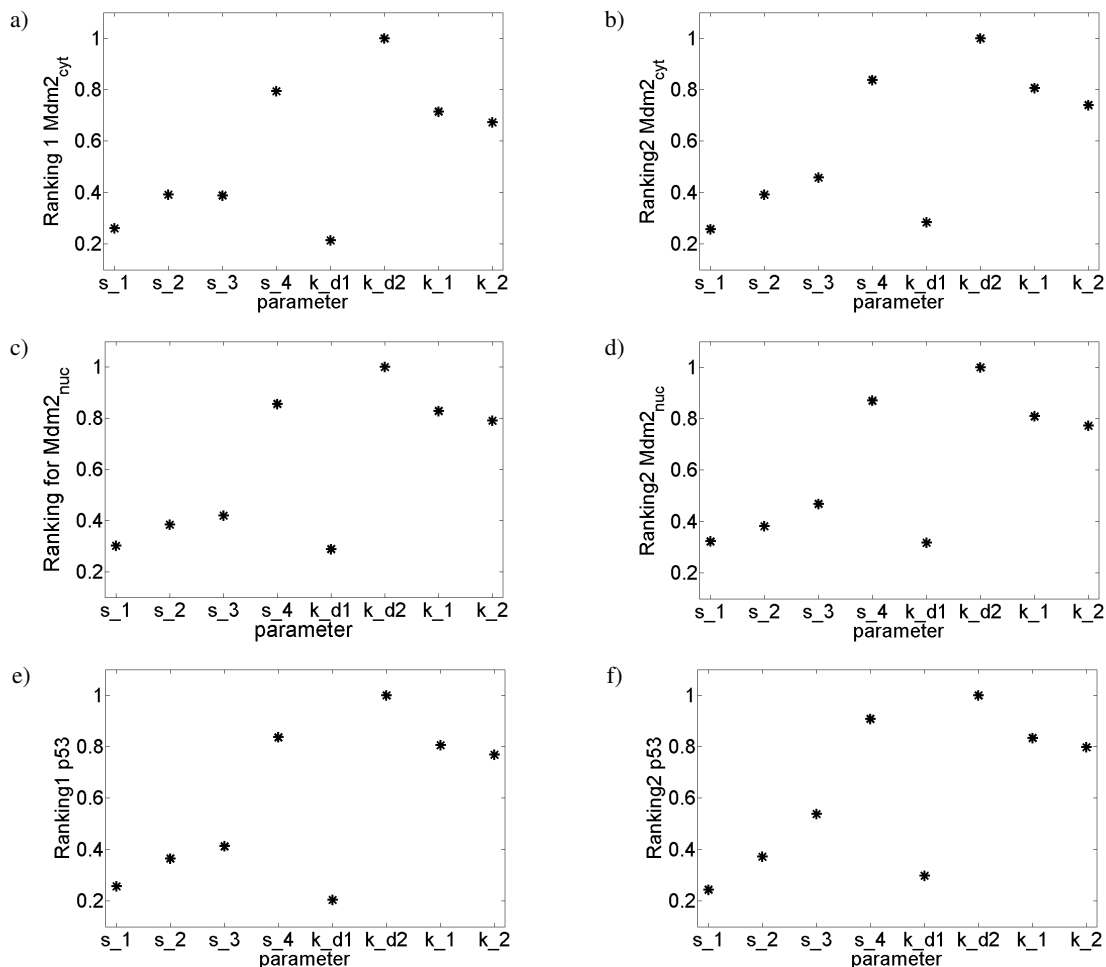 a)
Ranking 1 Mdm2cyt
1
0.8
0.6
0.4
0.2
s_1 s_2 s_3 s_4 k_d1 k_d2 k_1 k_2
parameter
b)
Ranking2 Mdm2cyt
1
0.8
0.6
0.4
0.2
s_1 s_2 s_3 s_4 k_d1 k_d2 k_1 k_2
parameter
c)
Ranking for Mdm2nuc
1
0.8
0.6
0.4
0.2
s_1 s_2 s_3 s_4 k_d1 k_d2 k_1 k_2
parameter
d)
Ranking2 Mdm2nuc
1
0.8
0.6
0.4
0.2
s_1 s_2 s_3 s_4 k_d1 k_d2 k_1 k_2
parameter
e)
Ranking1 p53
1
0.8
0.6
0.4
0.2
s_1 s_2 s_3 s_4 k_d1 k_d2 k_1 k_2
parameter
f)
Ranking2 p53
1
0.8
0.6
0.4
0.2
s_1 s_2 s_3 s_4 k_d1 k_d2 k_1 k_2
parameter